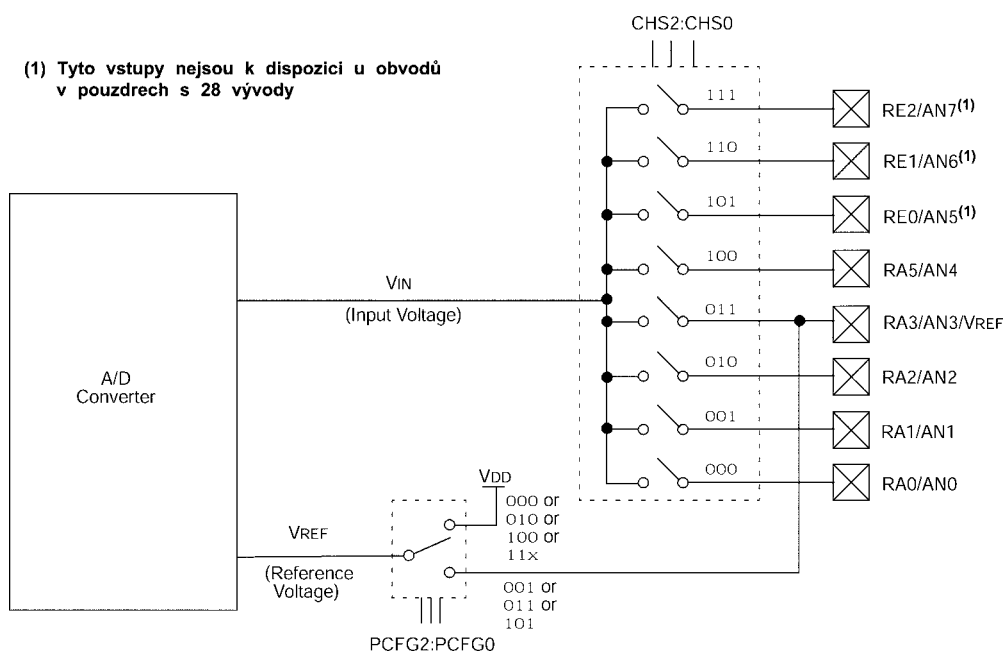 CHS2:CHS0
(1) Tyto vstupy nejsou k dispozici u obvodů
v pouzdrech s 28 vývody
111
RE2/AN7(1)
110
RE1/AN6(1)
101
RE0/AN5(1)
100
RA5/AN4
VIN
(Input Voltage)
011
RA3/AN3/VREF
010
RA2/AN2
A/D
Converter
001
RA1/AN1
000
RA0/AN0
VDD
000 or
010 or
100 or
11x
VREF
(Reference
Voltage)
001 or
011 or
101
PCFG2:PCFG0